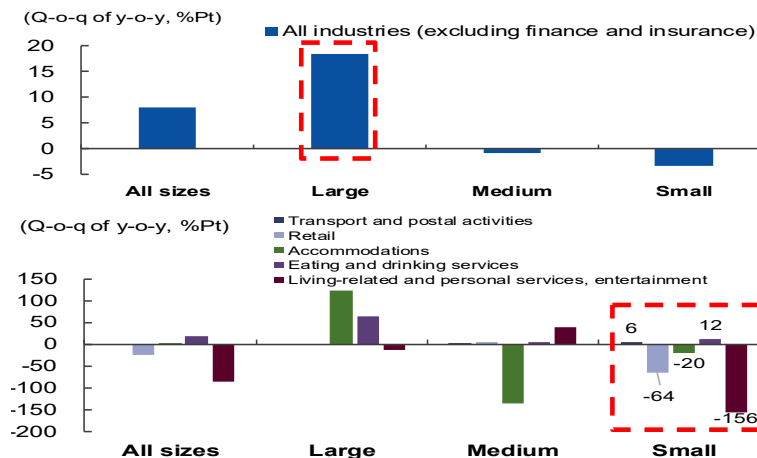 (Q-o-q of y-o-y, %Pt)
All industries (excluding finance and insurance)
20
15
10
5
0
-5
All sizes Large Medium Small
(Q-o-q of y-o-y, %Pt)
Transport and postal activities
Retail
Accommodations
Eating and drinking services
Living-related and personal services, entertainment
150
100
50
0
-50
-100
-150
-200
6
12
-20
-64
-156
All sizes Large Medium Small